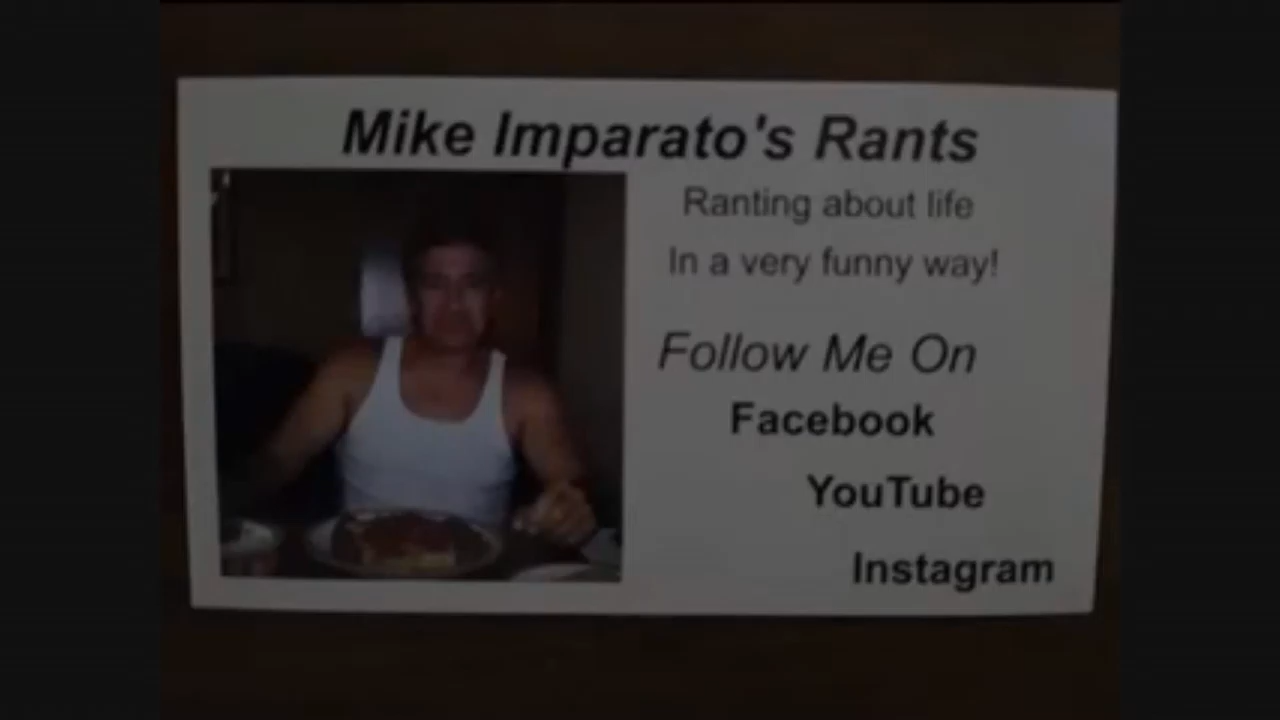 Mike Imparato's Rants
Ranting about life
In a very funny way!
Follow Me On
Facebook
YouTube
Instagram